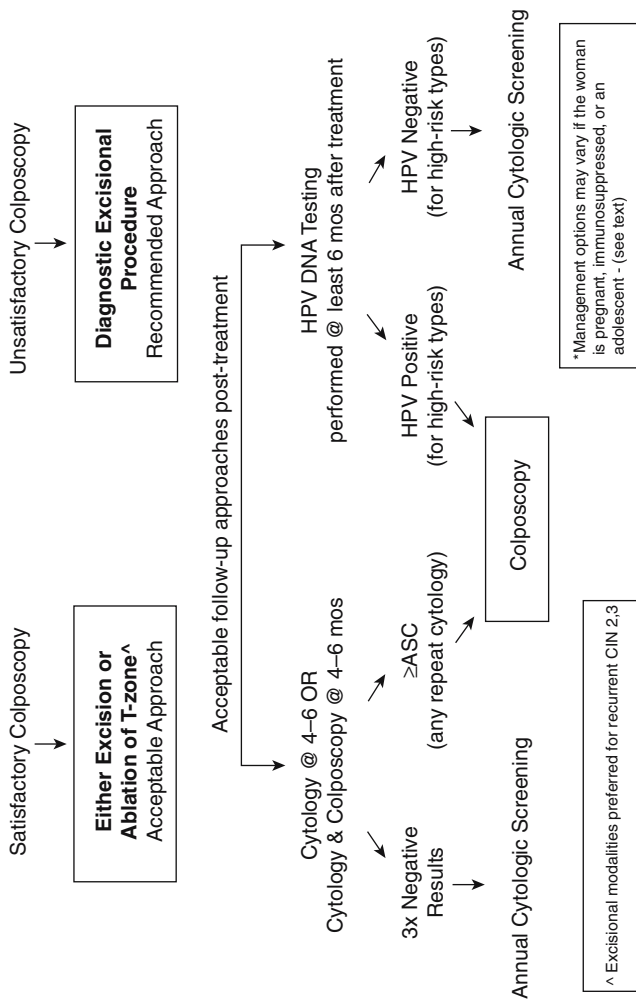 Satisfactory Colposcopy
Unsatisfactory Colposcopy
Either Excision or
Ablation of T-zone^
Acceptable Approach
Diagnostic Excisional
Procedure
Recommended Approach
Acceptable follow-up approaches post-treatment
Cytology @ 4–6 OR
Cytology & Colposcopy @ 4–6 mos
HPV DNA Testing
performed @ least 6 mos after treatment
3x Negative
Results
≥ASC
(any repeat cytology)
HPV Positive
(for high-risk types)
HPV Negative
(for high-risk types)
Annual Cytologic Screening
Colposcopy
Annual Cytologic Screening
^ Excisional modalities preferred for recurrent CIN 2,3
*Management options may vary if the woman
is pregnant, immunosuppressed, or an
adolescent - (see text)